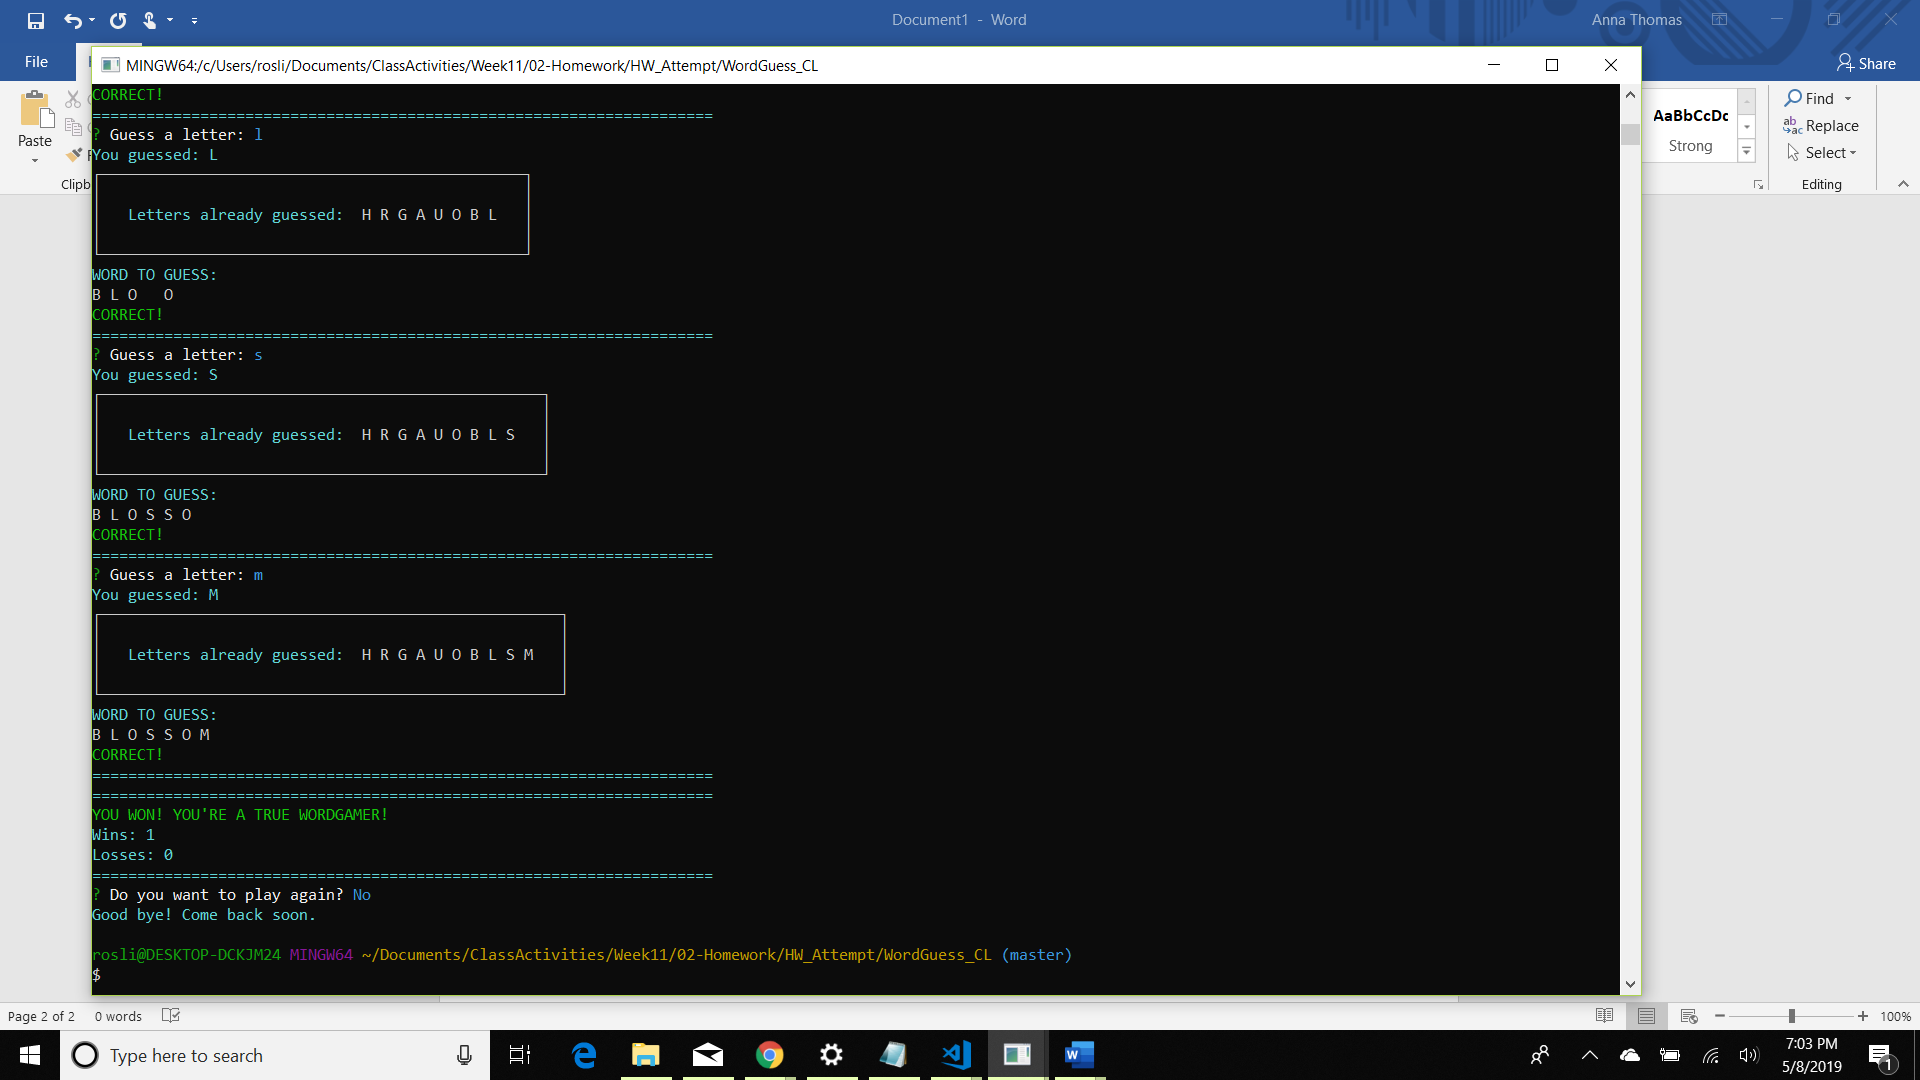 Document1 - Word
Anna Thomas
File
Share
MINGW64:/c/Users/rosli/Documents/ClassActivities/Week11/02-Homework/HW_Attempt/WordGuess_CL
Paste
Clipb
AaBbCcDc
Strong
Find
Replace
Select
Editing
CORRECT!
=====================================================================
? Guess a letter: l
You guessed: L
Letters already guessed: H R G A U O B L
WORD TO GUESS:
B L O   O
CORRECT!
=====================================================================
? Guess a letter: s
You guessed: S
Letters already guessed: H R G A U O B L S
WORD TO GUESS:
B L O S S O
CORRECT!
=====================================================================
? Guess a letter: m
You guessed: M
Letters already guessed: H R G A U O B L S M
WORD TO GUESS:
B L O S S O M
CORRECT!
=====================================================================
=====================================================================
YOU WON! YOU'RE A TRUE WORDGAMER!
Wins: 1
Losses: 0
=====================================================================
? Do you want to play again? No
Good bye! Come back soon.
rosli@DESKTOP-DCKJM24 MINGW64 ~/Documents/ClassActivities/Week11/02-Homework/HW_Attempt/WordGuess_CL (master)
$
Page 2 of 2 0 words
100%
Type here to search
7:03 PM
5/8/2019
1